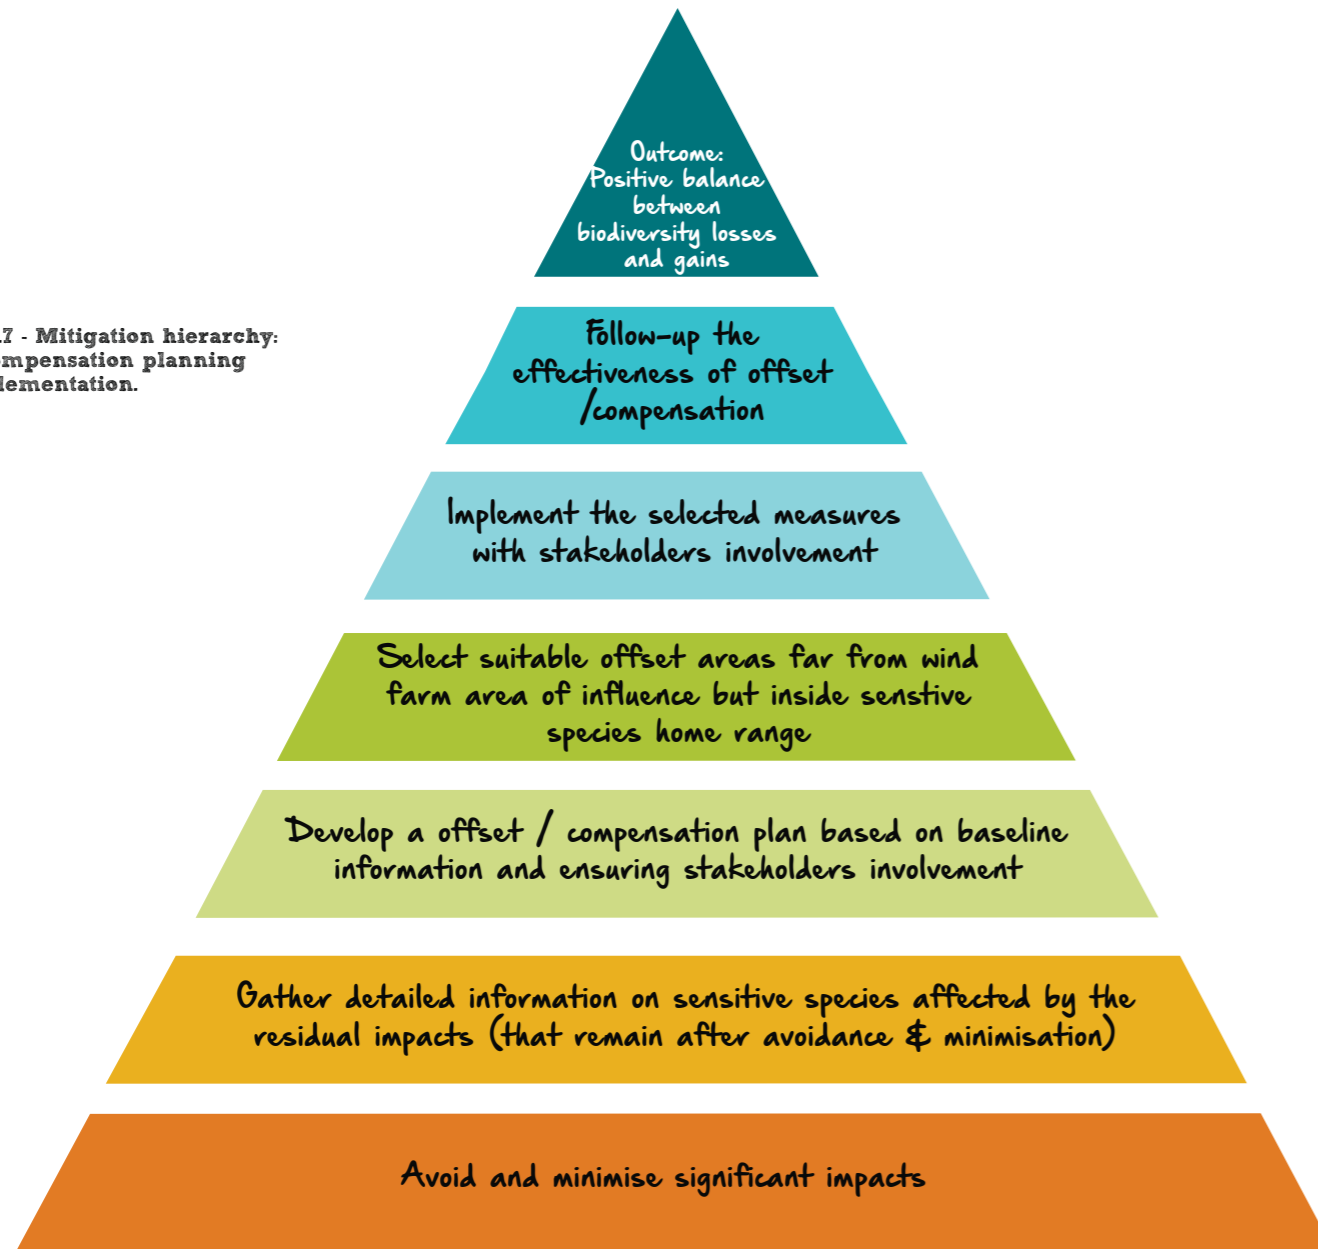 Outcome:
Positive balance
between
biodiversity losses
and gains
7 - Mitigation hierarchy:
planning
Follow-up the
effectiveness of offset
/compensation
Implement the selected measures
with stakeholders involvement
Select suitable offset areas far from wind
farm area of influence but inside senstive
species home range
Develop a offset / compensation plan based on baseline
information and ensuring stakeholders involvement
Gather detailed information on sensitive species affected by the
residual impacts (that remain after avoidance & minimisation)
Avoid and minimise significant impacts